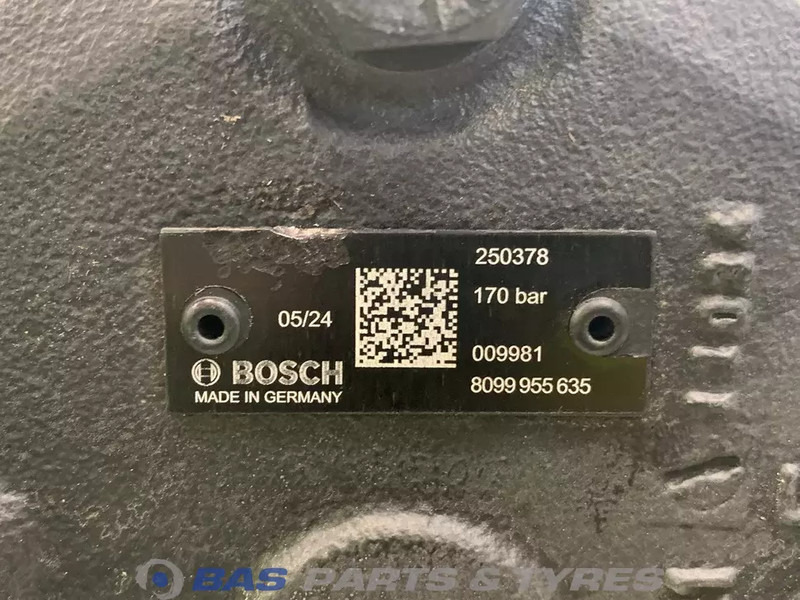 250378
170 bar
05/24
009981
BOSCH
8099 955 635
MADE IN GERMANY
BAS PARTS & TYRES